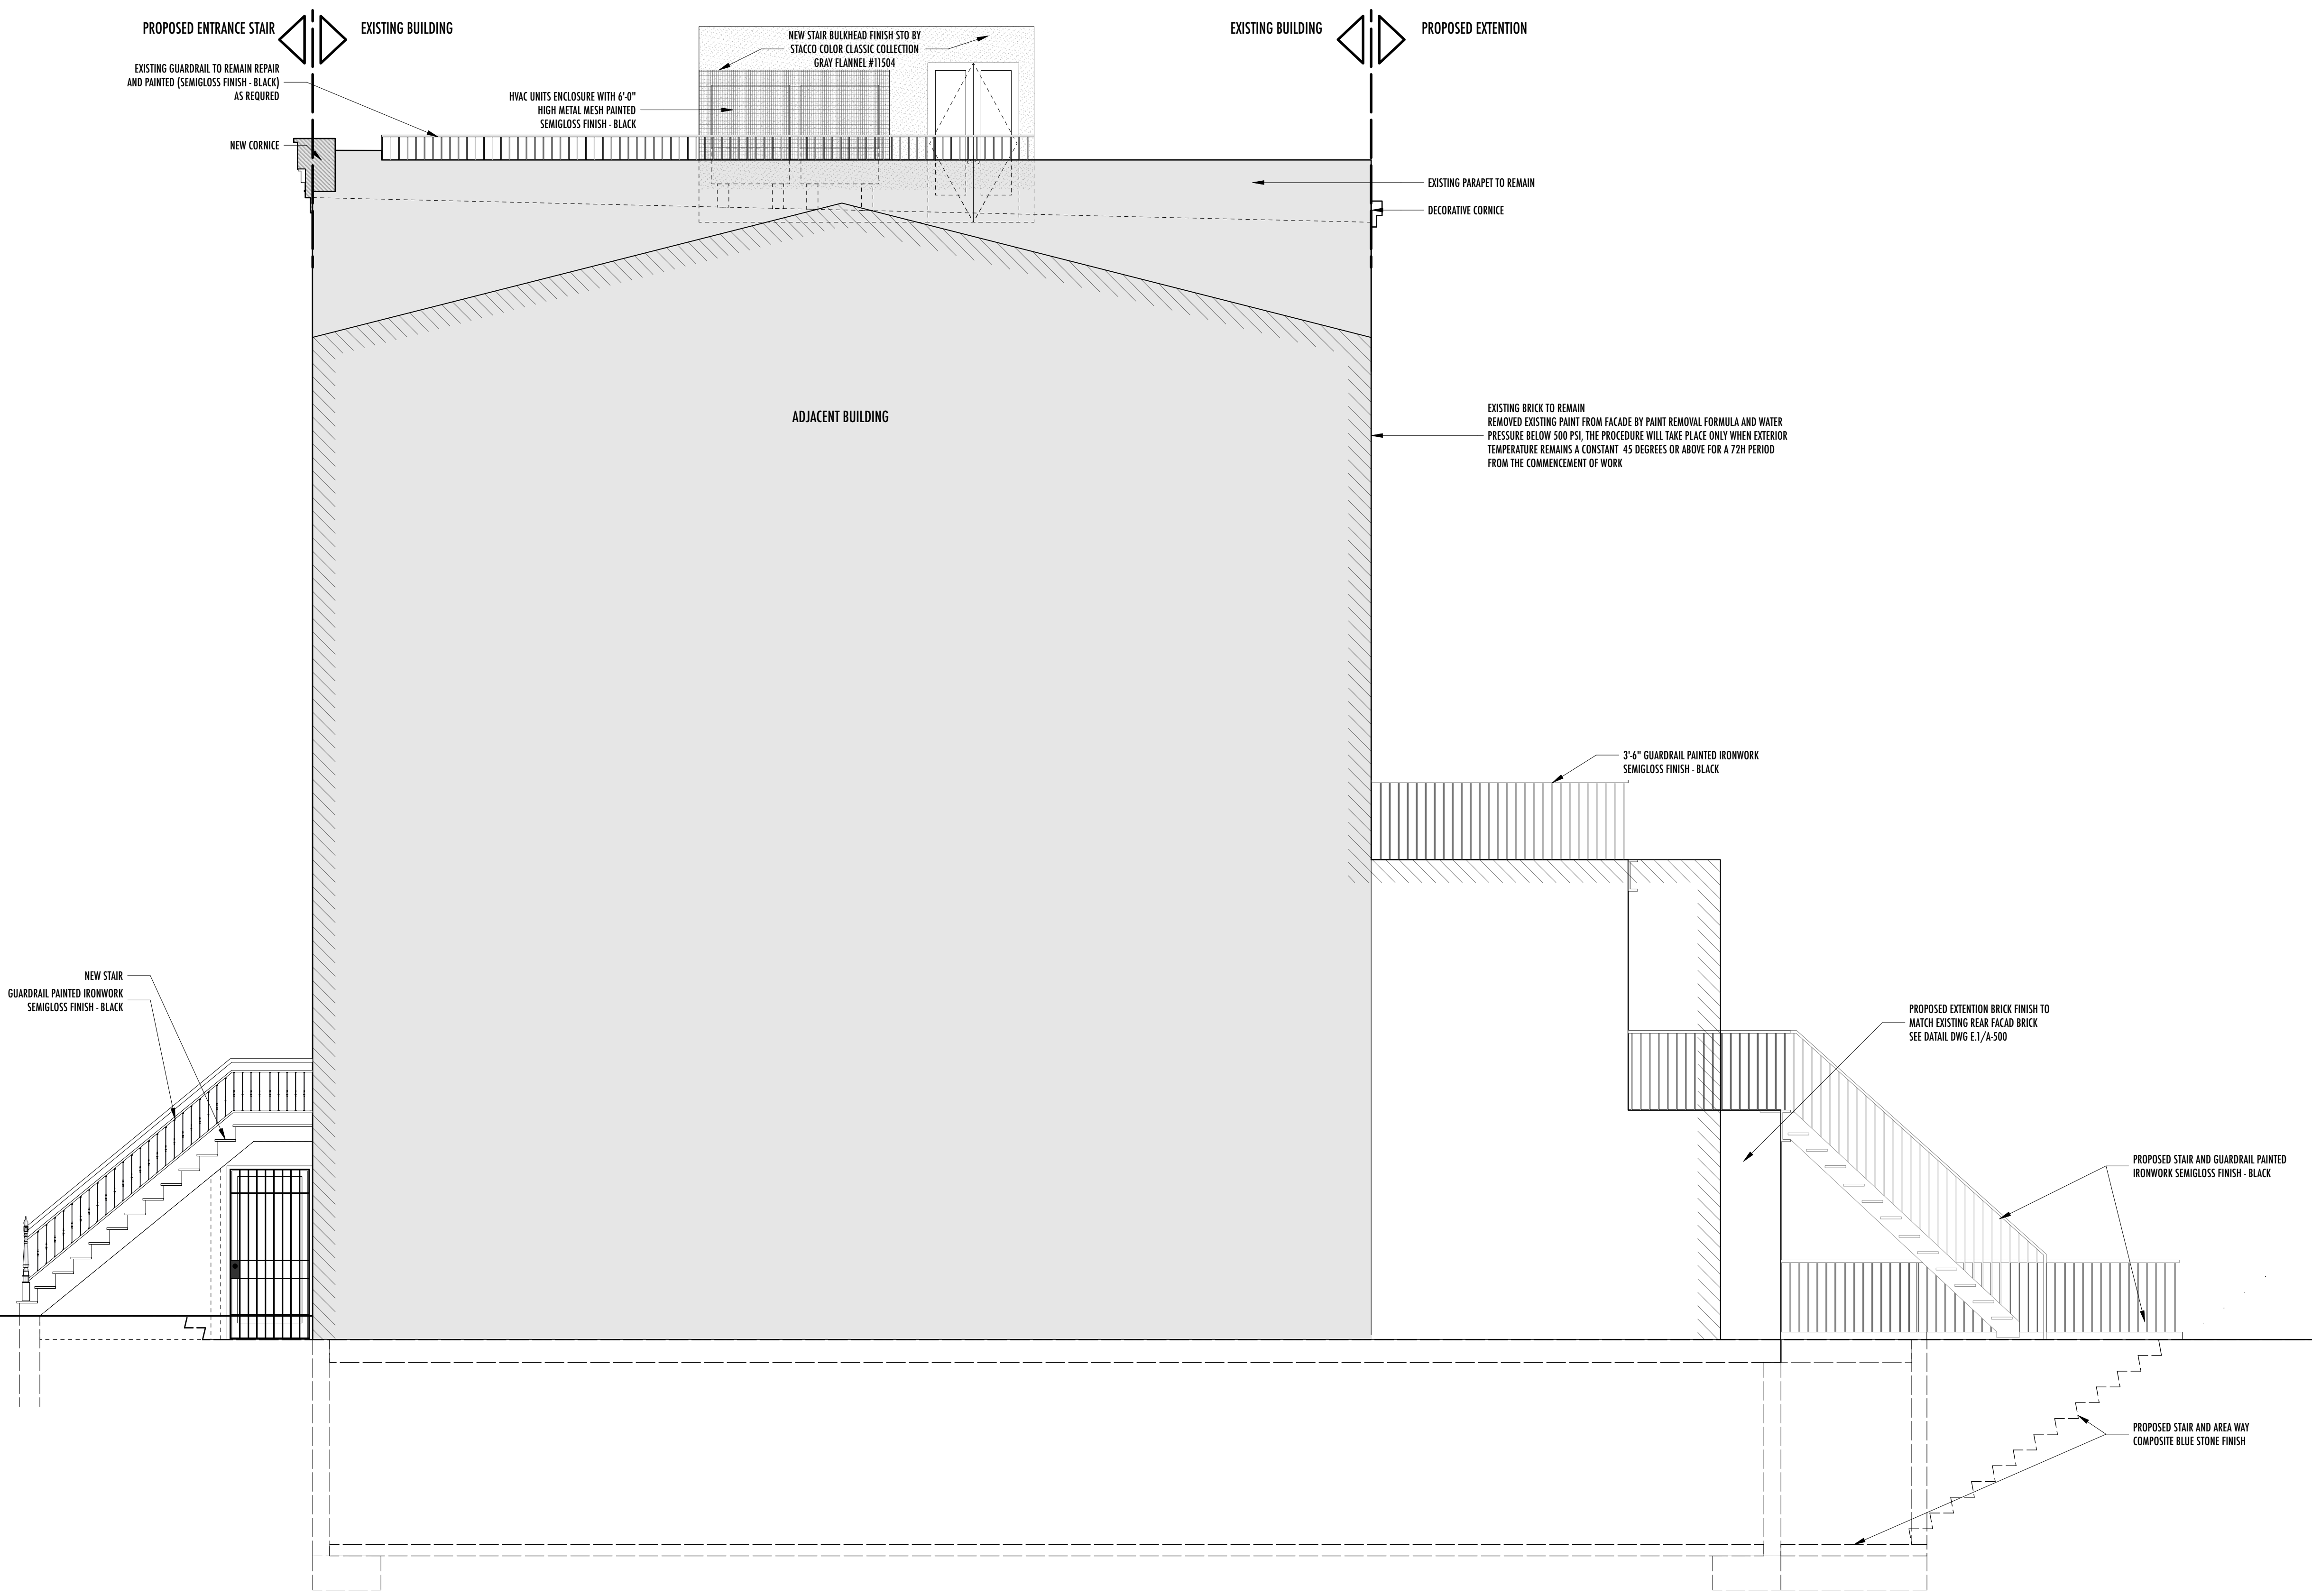 PROPOSED ENTRANCE STAIR
EXISTING BUILDING
EXISTING BUILDING
PROPOSED EXTENTION
NEW STAIR BULKHEAD FINISH STO BY
STACCO COLOR CLASSIC COLLECTION
GRAY FLANNEL #11504
EXISTING GUARDRAIL TO REMAIN REPAIR
AND PAINTED (SEMIGLOSS FINISH - BLACK)
AS REQURED
HVAC UNITS ENCLOSURE WITH 6'-0"
HIGH METAL MESH PAINTED
SEMIGLOSS FINISH - BLACK
NEW CORNICE
EXISTING PARAPET TO REMAIN
DECORATIVE CORNICE
ADJACENT BUILDING
EXISTING BRICK TO REMAIN
REMOVED EXISTING PAINT FROM FACADE BY PAINT REMOVAL FORMULA AND WATER
PRESSURE BELOW 500 PSI, THE PROCEDURE WILL TAKE PLACE ONLY WHEN EXTERIOR
TEMPERATURE REMAINS A CONSTANT 45 DEGREES OR ABOVE FOR A 72H PERIOD
FROM THE COMMENCEMENT OF WORK
3'-6" GUARDRAIL PAINTED IRONWORK
SEMIGLOSS FINISH - BLACK
NEW STAIR
GUARDRAIL PAINTED IRONWORK
SEMIGLOSS FINISH - BLACK
PROPOSED EXTENTION BRICK FINISH TO
MATCH EXISTING REAR FACAD BRICK
SEE DATAIL DWG E.1/A-500
PROPOSED STAIR AND GUARDRAIL PAINTED
IRONWORK SEMIGLOSS FINISH - BLACK
PROPOSED STAIR AND AREA WAY
COMPOSITE BLUE STONE FINISH